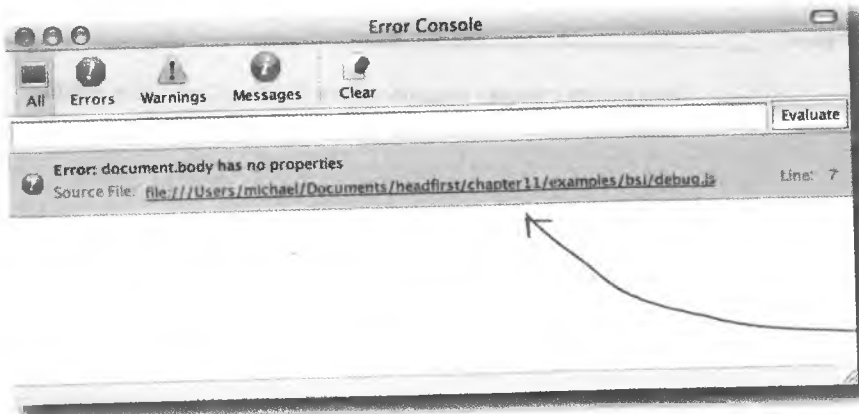 Error Console
All Errors Warnings Messages Clear
Evaluate
Error: document.body has no properties
Source File: file:///Users/michael/Documents/headfirst/chapter11/examples/bsi/debug.js Line: 7